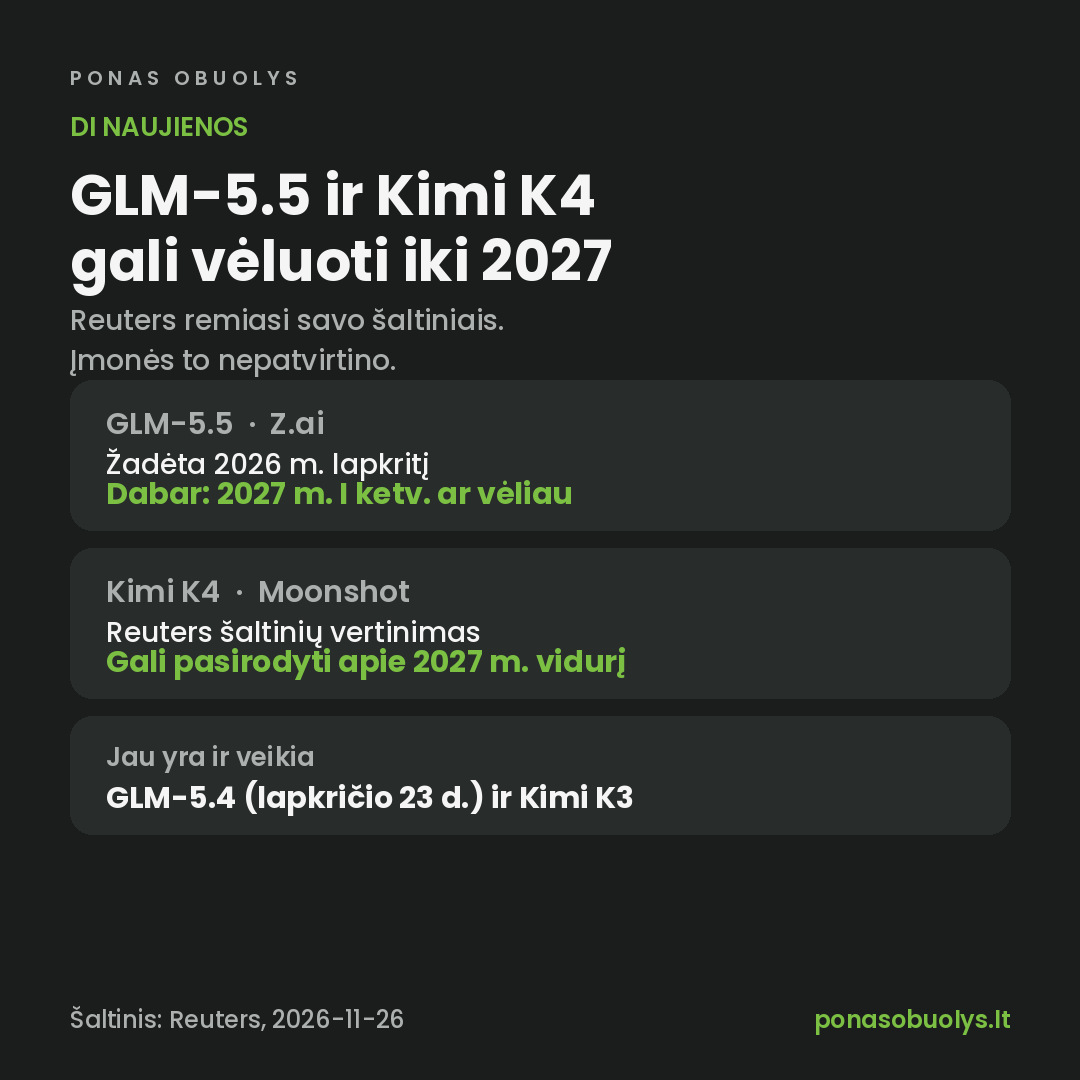 PONAS OBUOLYS
DI NAUJIENOS
GLM-5.5 ir Kimi K4
gali vėluoti iki 2027
Reuters remiasi savo šaltiniais.
Įmonės to nepatvirtino.
GLM-5.5 · Z.ai
Žadėta 2026 m. lapkritį
Dabar: 2027 m. I ketv. ar vėliau
Kimi K4 · Moonshot
Reuters šaltinių vertinimas
Gali pasirodyti apie 2027 m. vidurį
Jau yra ir veikia
GLM-5.4 (lapkričio 23 d.) ir Kimi K3
Šaltinis: Reuters, 2026-11-26
ponasobuolys.lt